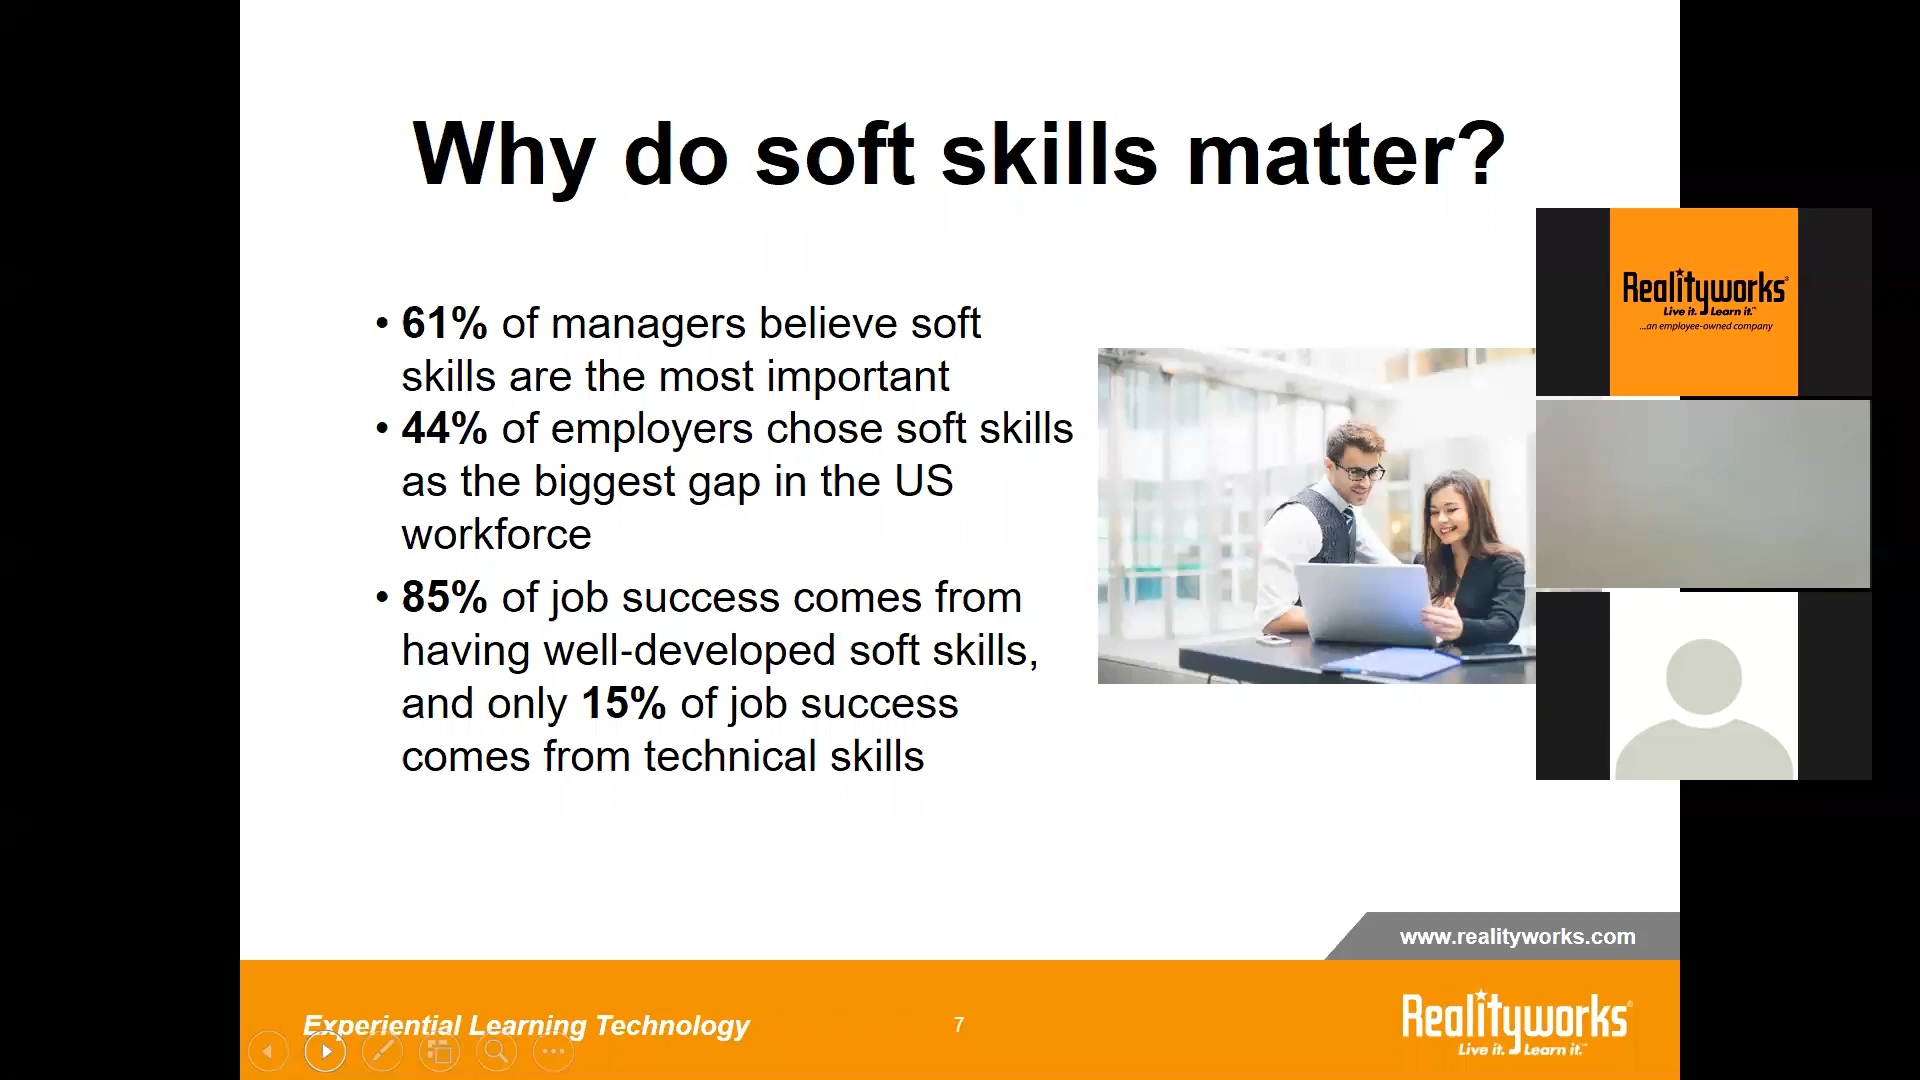 Why do soft skills matter?
• 61% of managers believe soft
skills are the most important
• 44% of employers chose soft skills
as the biggest gap in the US
workforce
• 85% of job success comes from
having well-developed soft skills,
and only 15% of job success
comes from technical skills
Realityworks®
Live it. Learn it.™
...an employee-owned company
www.realityworks.com
Experiential Learning Technology
7
Realityworks®
Live it. Learn it.™